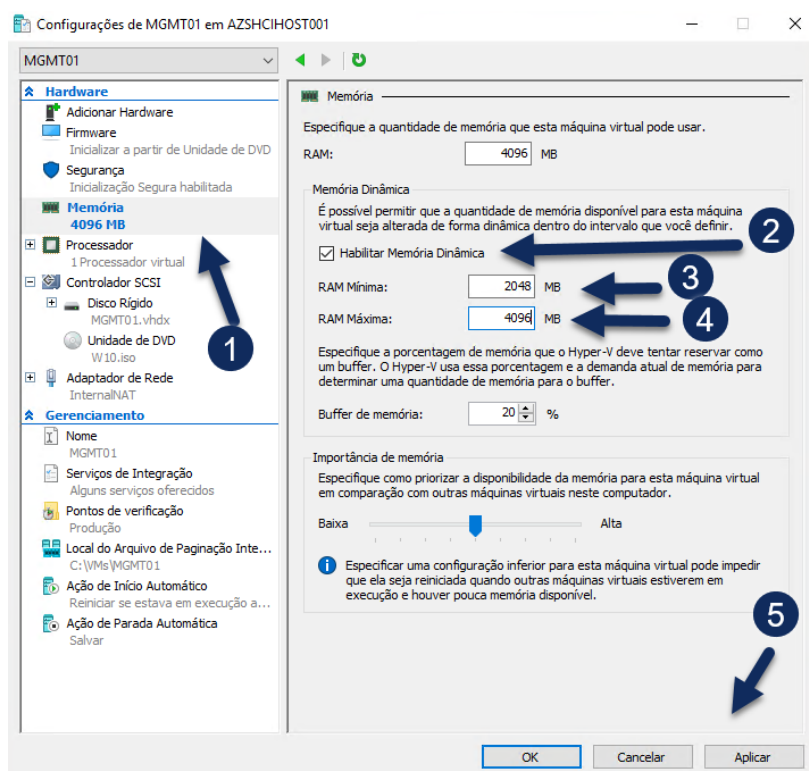 Configurações de MGMT01 em AZSHCIHOST001
MGMT01
Hardware
Adicionar Hardware
Firmware
Inicializar a partir de Unidade de DVD
Segurança
Inicialização Segura habilitada
Memória
4096 MB
Processador
1 Processador virtual
Controlador SCSI
Disco Rígido
MGMT01.vhdx
Unidade de DVD
W10.iso
Adaptador de Rede
InternalNAT
Gerenciamento
Nome
MGMT01
Serviços de Integração
Alguns serviços oferecidos
Pontos de verificação
Produção
Local do Arquivo de Paginação Inte...
C:\VMs\MGMT01
Ação de Início Automático
Reiniciar se estava em execução a...
Ação de Parada Automática
Salvar
1
Memória
Especifique a quantidade de memória que esta máquina virtual pode usar.
RAM: 4096 MB
Memória Dinâmica
É possível permitir que a quantidade de memória disponível para esta máquina
virtual seja alterada de forma dinâmica dentro do intervalo que você definir.
2
Habilitar Memória Dinâmica
RAM Mínima: 2048 MB
3
RAM Máxima: 4096 MB
4
Especifique a porcentagem de memória que o Hyper-V deve tentar reservar como
um buffer. O Hyper-V usa essa porcentagem e a demanda atual de memória para
determinar uma quantidade de memória para o buffer.
Buffer de memória: 20 %
Importância de memória
Especifique como priorizar a disponibilidade da memória para esta máquina virtual
em comparação com outras máquinas virtuais neste computador.
Baixa Alta
Especificar uma configuração inferior para esta máquina virtual pode impedir
que ela seja reiniciada quando outras máquinas virtuais estiverem em
execução e houver pouca memória disponível.
5
OK Cancelar Aplicar